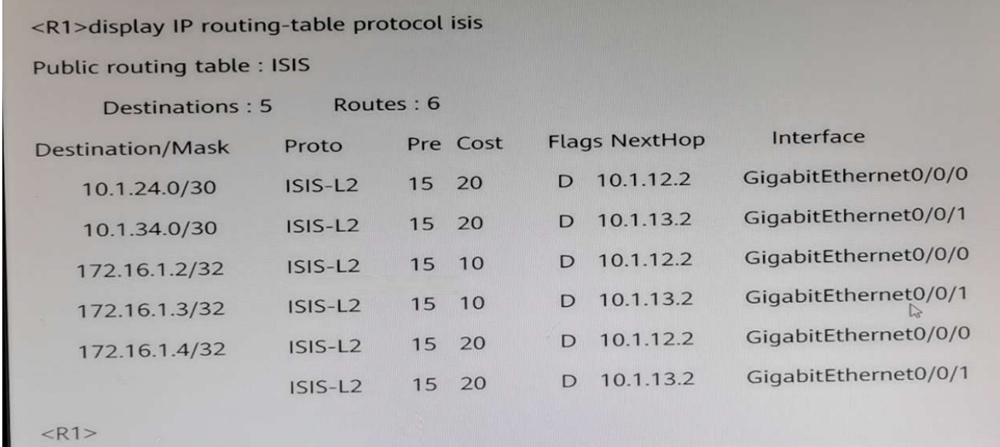 <R1>display IP routing-table protocol isis
Public routing table : ISIS
Destinations : 5 Routes : 6
Destination/Mask Proto Pre Cost Flags NextHop Interface
10.1.24.0/30 ISIS-L2 15 20 D 10.1.12.2 GigabitEthernet0/0/0
10.1.34.0/30 ISIS-L2 15 20 D 10.1.13.2 GigabitEthernet0/0/1
172.16.1.2/32 ISIS-L2 15 10 D 10.1.12.2 GigabitEthernet0/0/0
172.16.1.3/32 ISIS-L2 15 10 D 10.1.13.2 GigabitEthernet0/0/1
172.16.1.4/32 ISIS-L2 15 20 D 10.1.12.2 GigabitEthernet0/0/0
ISIS-L2 15 20 D 10.1.13.2 GigabitEthernet0/0/1
<R1>